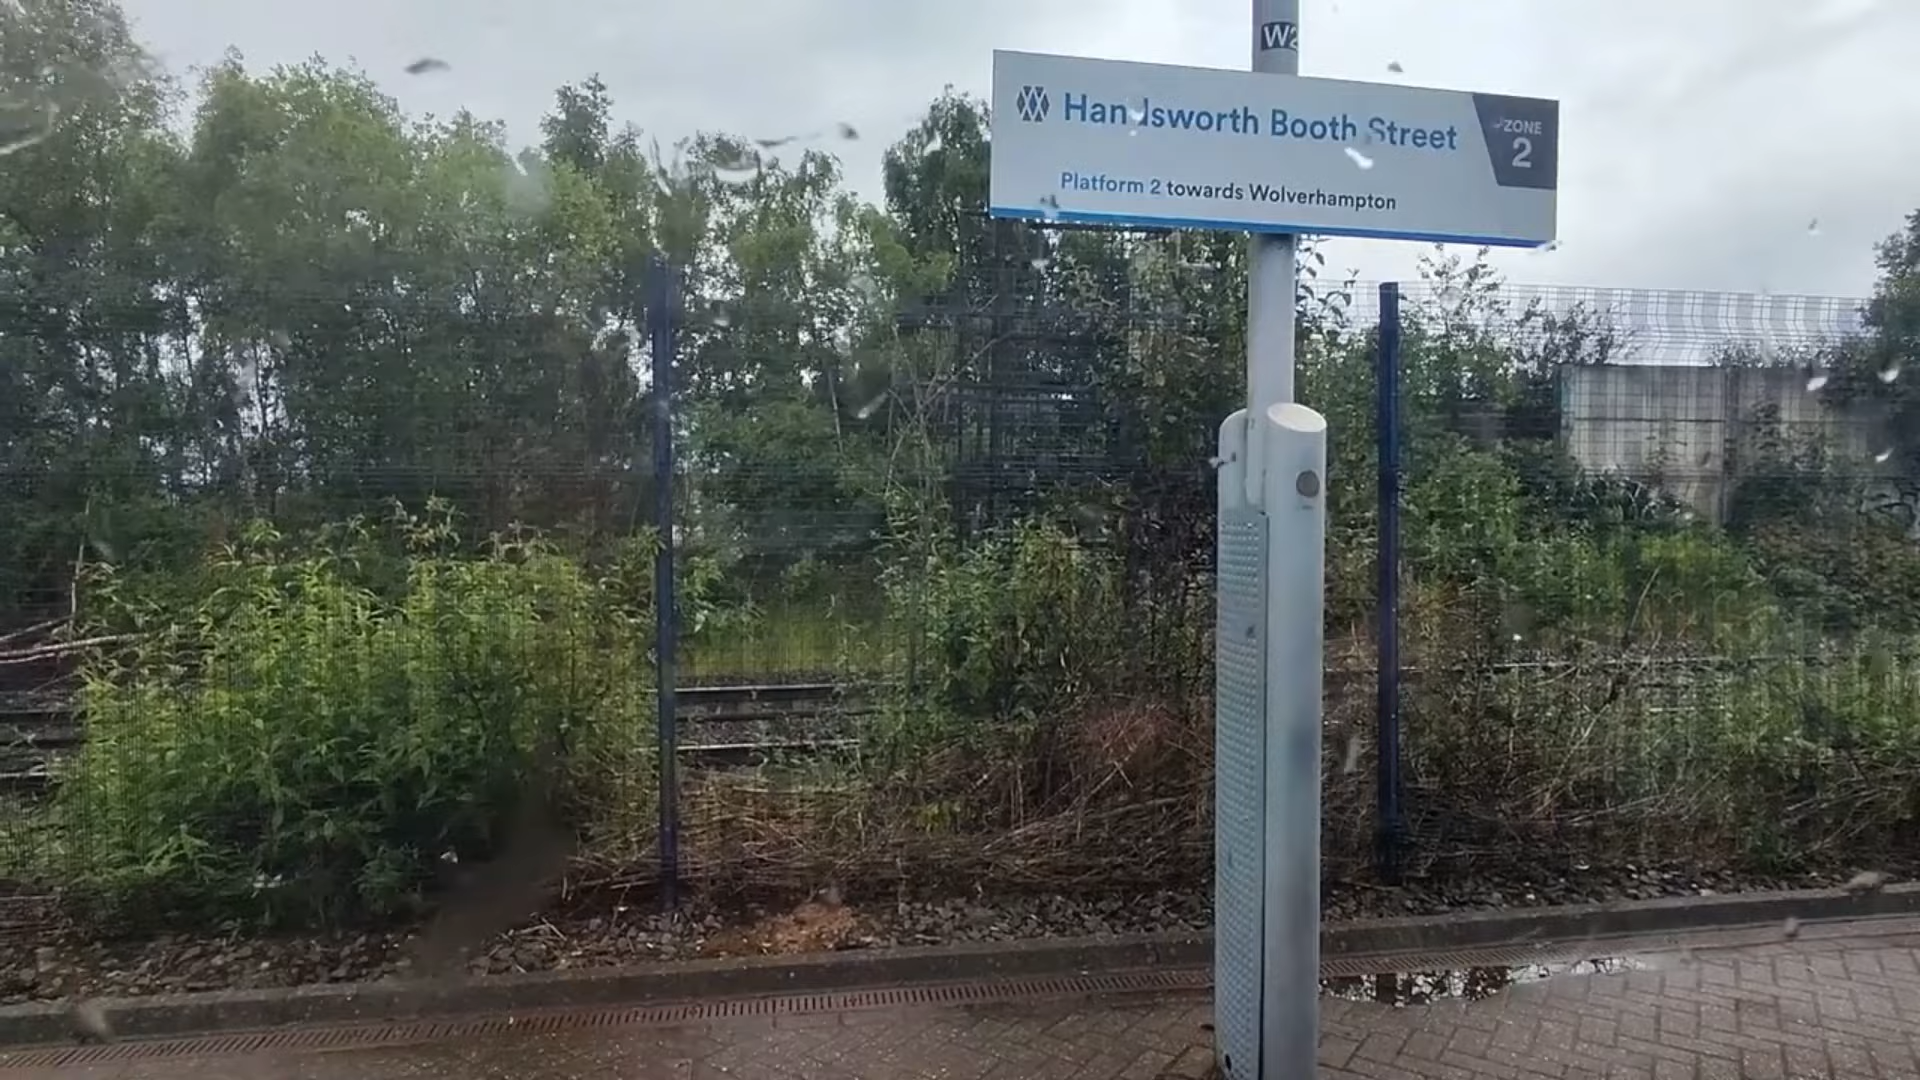 W2
Handsworth Booth Street
ZONE
2
Platform 2 towards Wolverhampton